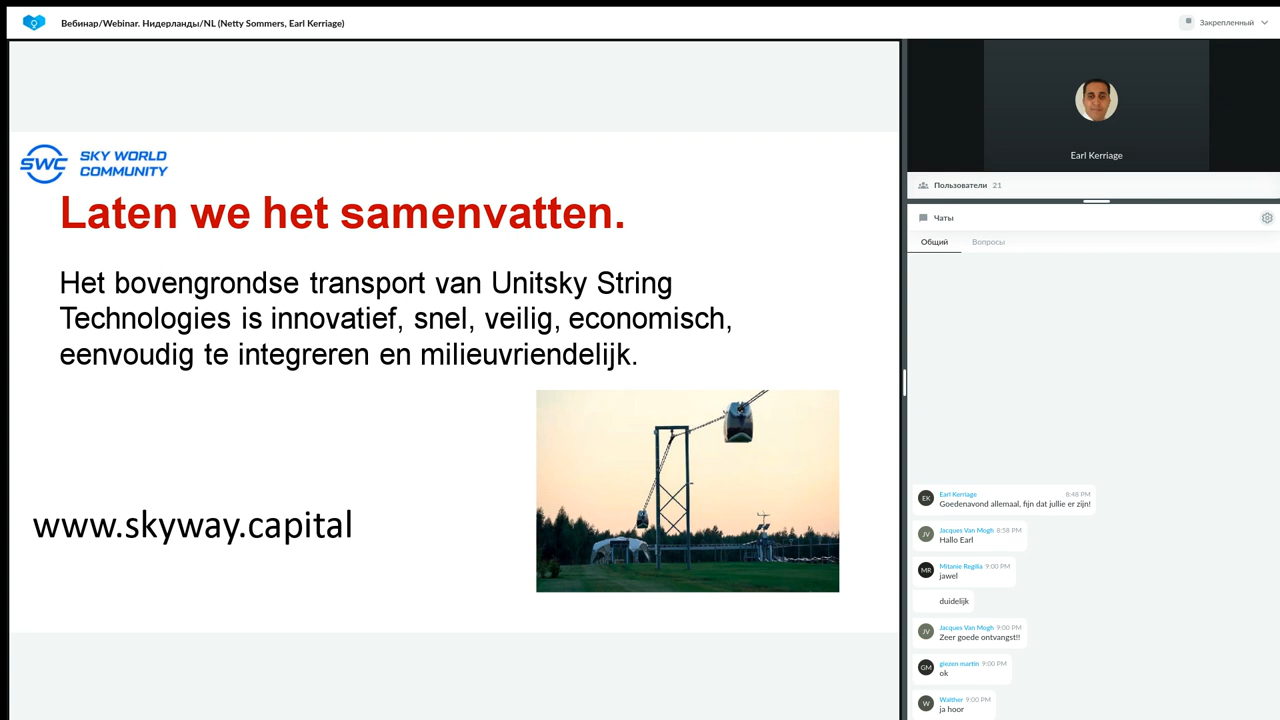 Вебинар/Webinar. Нидерланды/NL (Netty Sommers, Earl Kerriage)
Закрепленный
SWC SKY WORLD
COMMUNITY
Laten we het samenvatten.
Het bovengrondse transport van Unitsky String
Technologies is innovatief, snel, veilig, economisch,
eenvoudig te integreren en milieuvriendelijk.
www.skyway.capital
Earl Kerriage
Пользователи 21
Чаты
Общий Вопросы
EK Earl Kerriage 8:48 PM
Goedenavond allemaal, fijn dat jullie er zijn!
JV Jacques Van Mogh 8:58 PM
Hallo Earl
MR Mitanie Regilia 9:00 PM
jawel
duidelijk
JV Jacques Van Mogh 9:00 PM
Zeer goede ontvangst!!
GM giezen martin 9:00 PM
ok
W Walther 9:00 PM
ja hoor